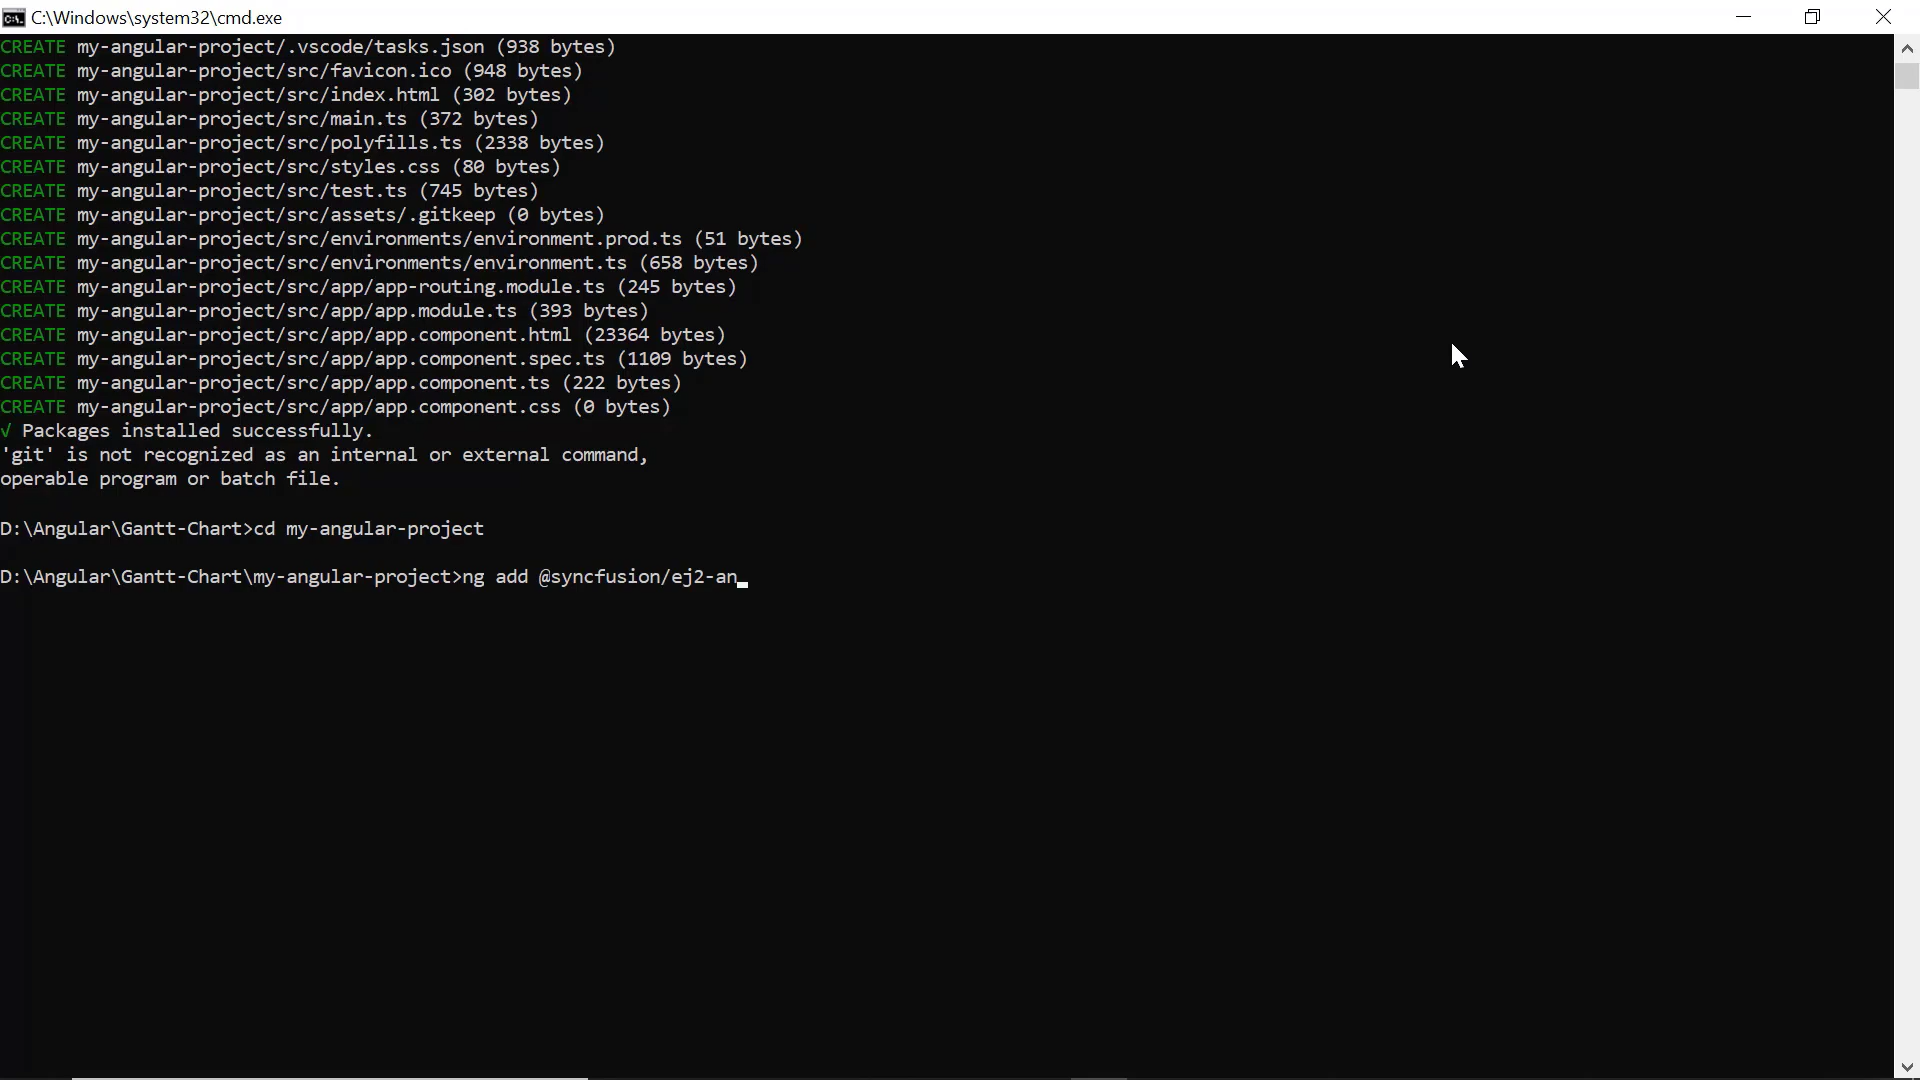 C:\Windows\system32\cmd.exe
CREATE my-angular-project/.vscode/tasks.json (938 bytes)
CREATE my-angular-project/src/favicon.ico (948 bytes)
CREATE my-angular-project/src/index.html (302 bytes)
CREATE my-angular-project/src/main.ts (372 bytes)
CREATE my-angular-project/src/polyfills.ts (2338 bytes)
CREATE my-angular-project/src/styles.css (80 bytes)
CREATE my-angular-project/src/test.ts (745 bytes)
CREATE my-angular-project/src/assets/.gitkeep (0 bytes)
CREATE my-angular-project/src/environments/environment.prod.ts (51 bytes)
CREATE my-angular-project/src/environments/environment.ts (658 bytes)
CREATE my-angular-project/src/app/app-routing.module.ts (245 bytes)
CREATE my-angular-project/src/app/app.module.ts (393 bytes)
CREATE my-angular-project/src/app/app.component.html (23364 bytes)
CREATE my-angular-project/src/app/app.component.spec.ts (1109 bytes)
CREATE my-angular-project/src/app/app.component.ts (222 bytes)
CREATE my-angular-project/src/app/app.component.css (0 bytes)
√ Packages installed successfully.
'git' is not recognized as an internal or external command,
operable program or batch file.
D:\Angular\Gantt-Chart>cd my-angular-project
D:\Angular\Gantt-Chart\my-angular-project>ng add @syncfusion/ej2-an